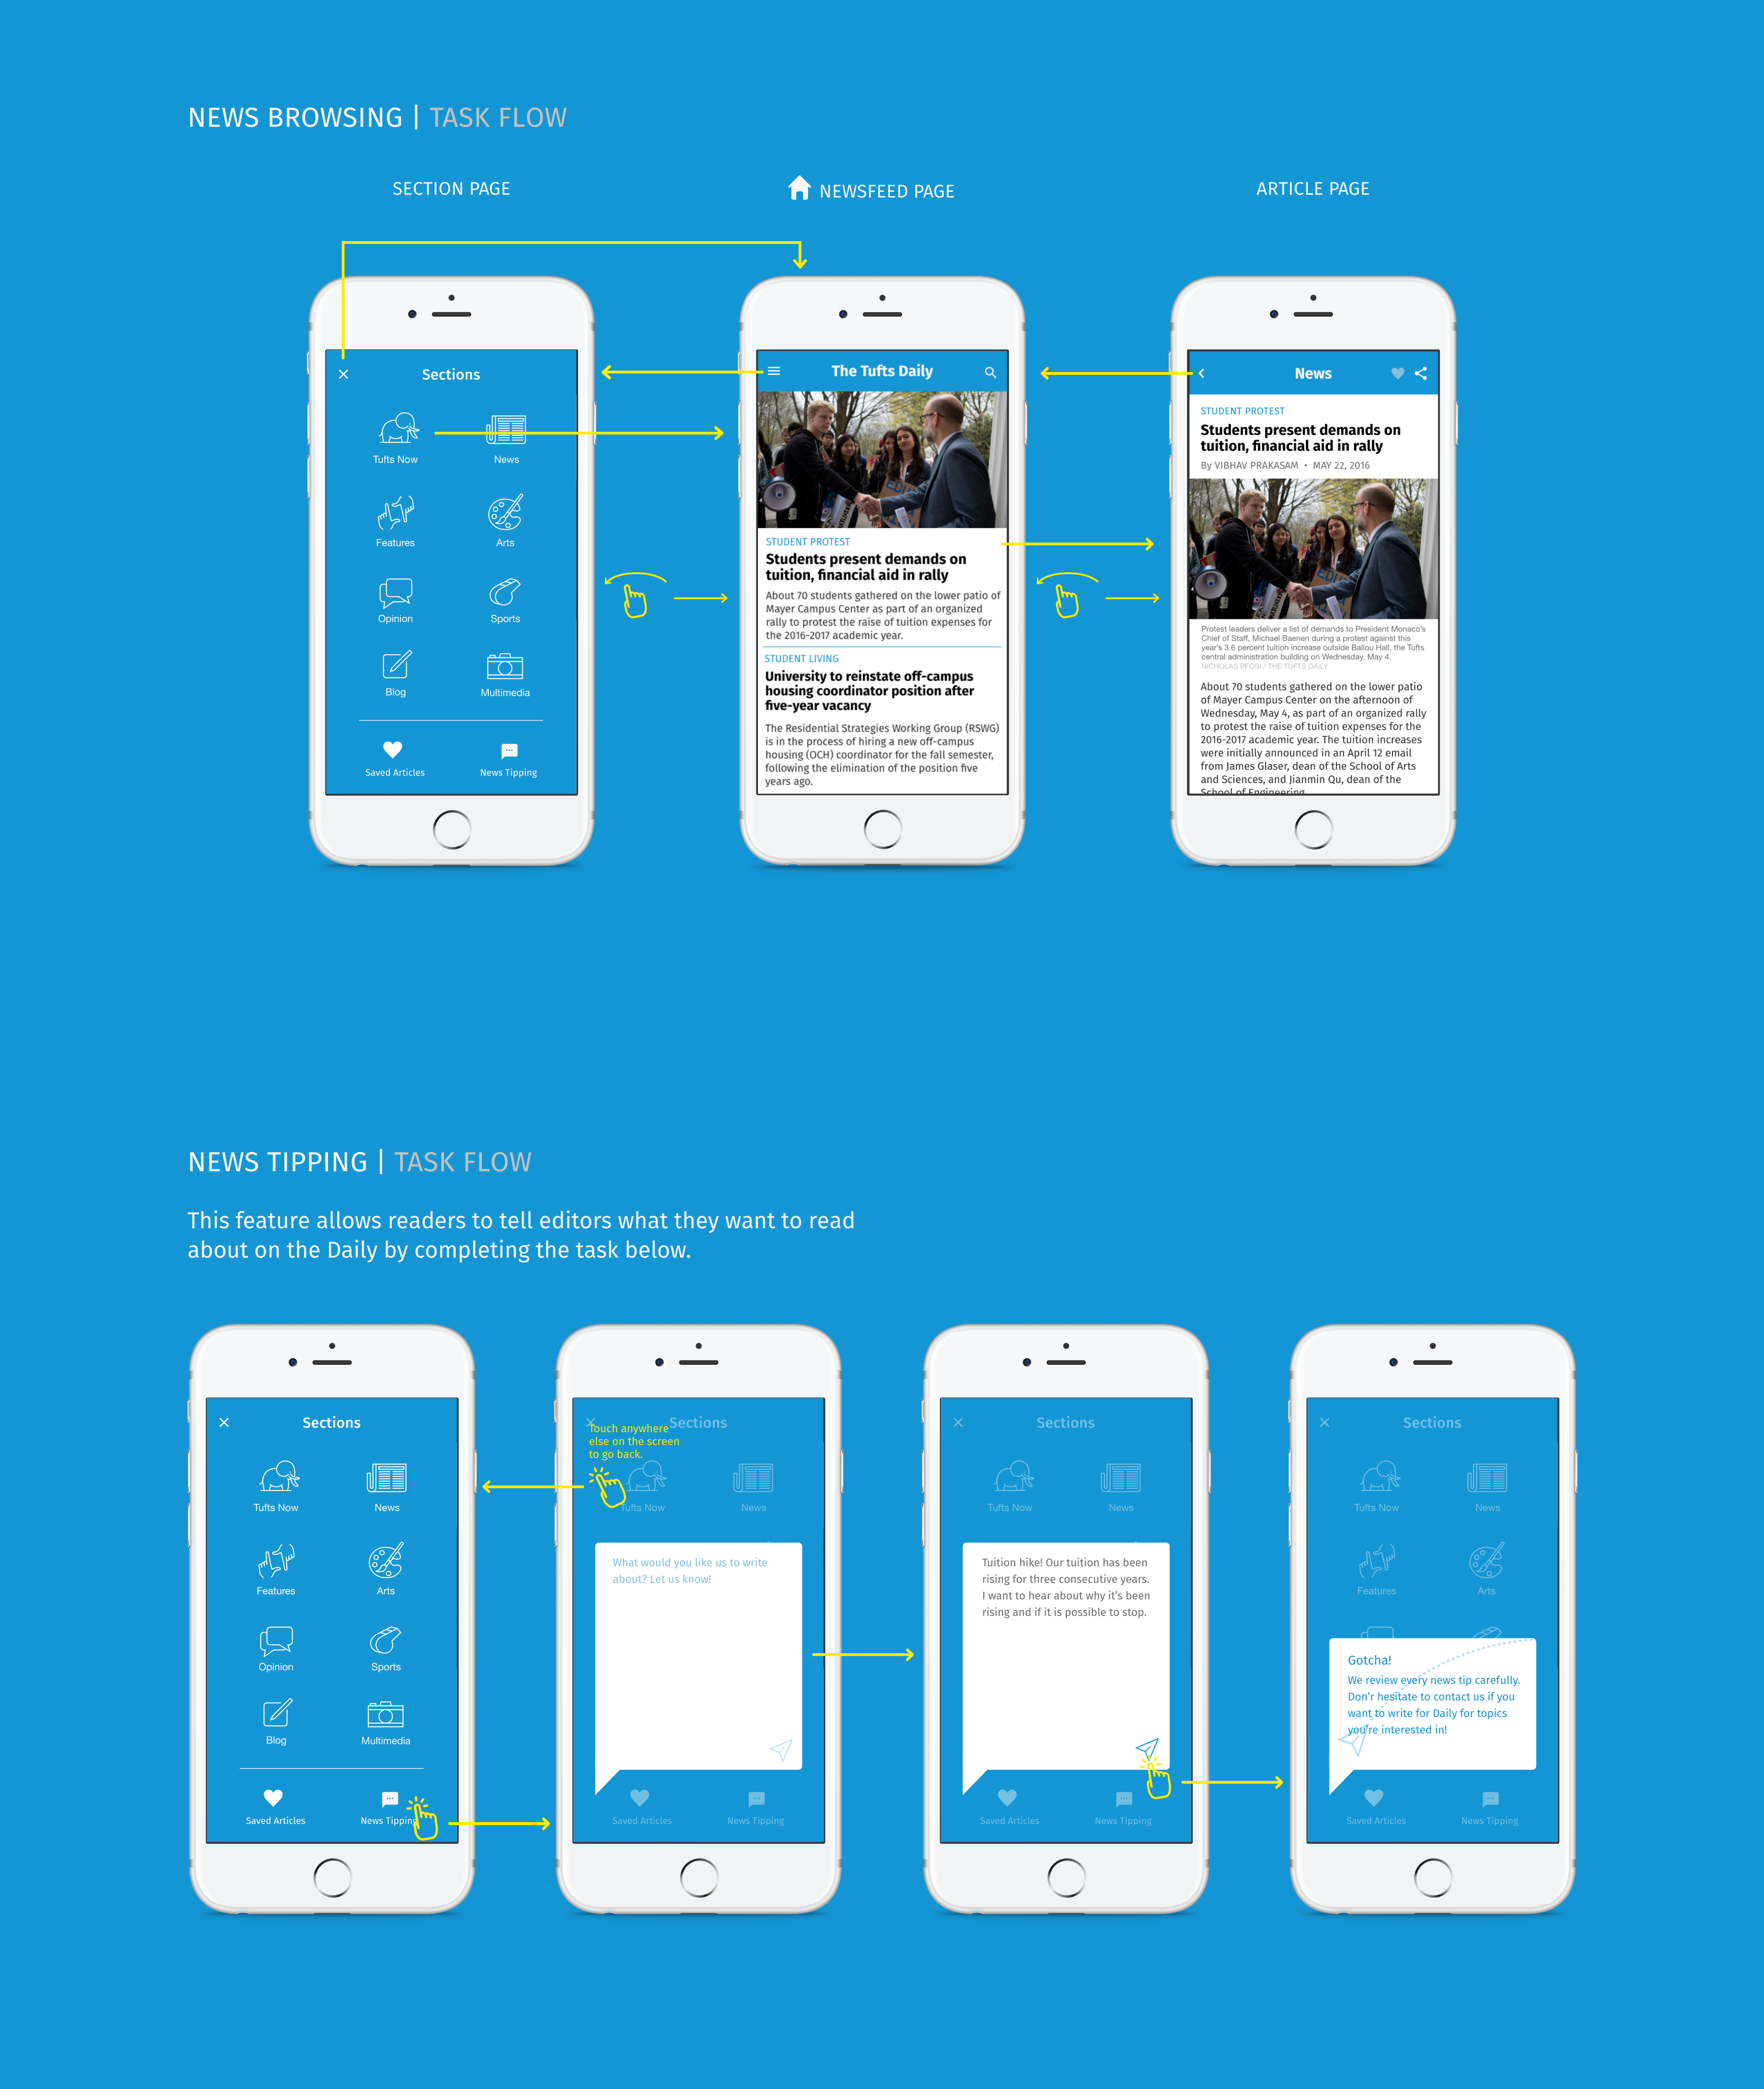 NEWS BROWSING | TASK FLOW
SECTION PAGE
NEWSFEED PAGE
ARTICLE PAGE
Sections
Tufts Now
News
Features
Arts
Opinion
Sports
Blog
Multimedia
Saved Articles
News Tipping
The Tufts Daily
STUDENT PROTEST
Students present demands on
tuition, financial aid in rally
About 70 students gathered on the lower patio of
Mayer Campus Center as part of an organized
rally to protest the raise of tuition expenses for
the 2016-2017 academic year.
STUDENT LIVING
University to reinstate off-campus
housing coordinator position after
five-year vacancy
The Residential Strategies Working Group (RSWG)
is in the process of hiring a new off-campus
housing (OCH) coordinator for the fall semester,
following the elimination of the position five
years ago.
News
STUDENT PROTEST
Students present demands on
tuition, financial aid in rally
By VIBHAV PRAKASAM • MAY 22, 2016
Protest leaders deliver a list of demands to President Monaco's
Chief of Staff, Michael Baenen during a protest against this
year's 3.6 percent tuition increase outside Ballou Hall, the Tufts
central administration building on Wednesday, May 4.
NICHOLAS PFOSI / THE TUFTS DAILY
About 70 students gathered on the lower patio
of Mayer Campus Center on the afternoon of
Wednesday, May 4, as part of an organized rally
to protest the raise of tuition expenses for the
2016-2017 academic year. The tuition increases
were initially announced in an April 12 email
from James Glaser, dean of the School of Arts
and Sciences, and Jianmin Qu, dean of the
School of Engineering
NEWS TIPPING | TASK FLOW
This feature allows readers to tell editors what they want to read
about on the Daily by completing the task below.
Sections
Tufts Now
News
Features
Arts
Opinion
Sports
Blog
Multimedia
Saved Articles
News Tipping
Sections
Touch anywhere
else on the screen
to go back.
Tufts Now
News
What would you like us to write
about? Let us know!
Saved Articles
News Tipping
Sections
Tufts Now
News
Tuition hike! Our tuition has been
rising for three consecutive years.
I want to hear about why it's been
rising and if it is possible to stop.
Saved Articles
News Tipping
Sections
Tufts Now
News
Features
Arts
Gotcha!
We review every news tip carefully.
Don'r hesitate to contact us if you
want to write for Daily for topics
you're interested in!
Saved Articles
News Tipping